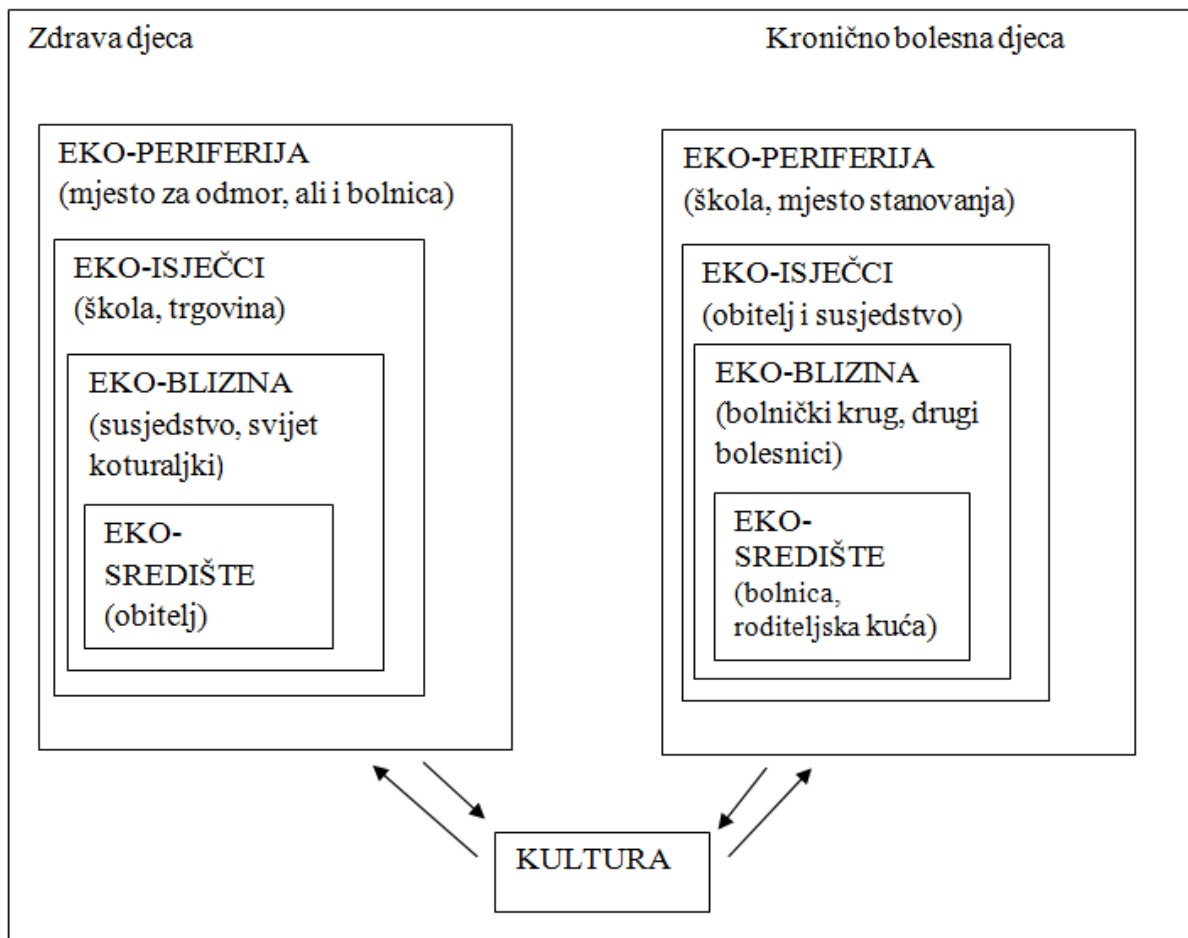 Zdrava djeca
Kronično bolesna djeca
EKO-PERIFERIJA
(mjesto za odmor, ali i bolnica)
EKO-ISJEČCI
(škola, trgovina)
EKO-BLIZINA
(susjedstvo, svijet
koturaljki)
EKO-
SREDIŠTE
(obitelj)
EKO-PERIFERIJA
(škola, mjesto stanovanja)
EKO-ISJEČCI
(obitelj i susjedstvo)
EKO-BLIZINA
(bolnički krug, drugi
bolesnici)
EKO-
SREDIŠTE
(bolnica,
roditeljska kuća)
KULTURA